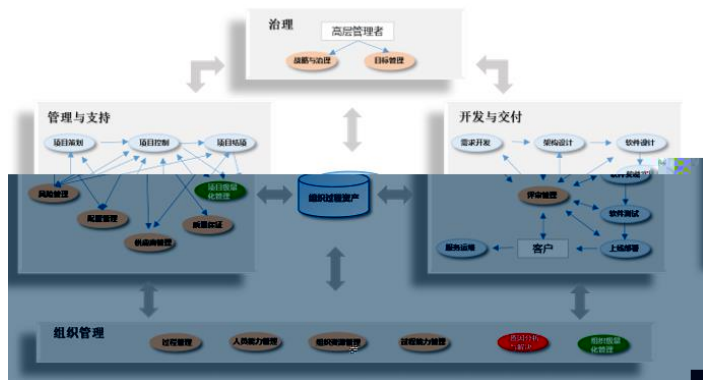 治理
高层管理者
战略与治理
目标管理
管理与支持
项目策划
项目控制
项目结项
风险管理
项目级量
化管理
配置管理
供应商管理
质量保证
组织过程资产
开发与交付
需求开发
架构设计
软件设计
评审管理
软件测试
服务运维
客户
上线部署
组织管理
过程管理
人员能力管理
组织资源管理
过程能力管理
组织级量
化管理